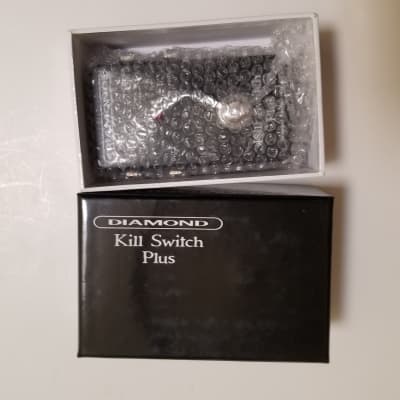 DIAMOND
Kill Switch
Plus